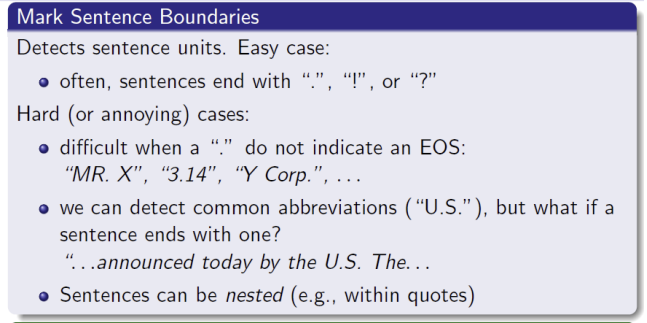 Mark Sentence Boundaries
Detects sentence units. Easy case:
• often, sentences end with “.”, “!”, or “?”
Hard (or annoying) cases:
• difficult when a “.” do not indicate an EOS:
“MR. X”, “3.14”, “Y Corp.”, ...
• we can detect common abbreviations (“U.S.”), but what if a
sentence ends with one?
“...announced today by the U.S. The...
• Sentences can be nested (e.g., within quotes)